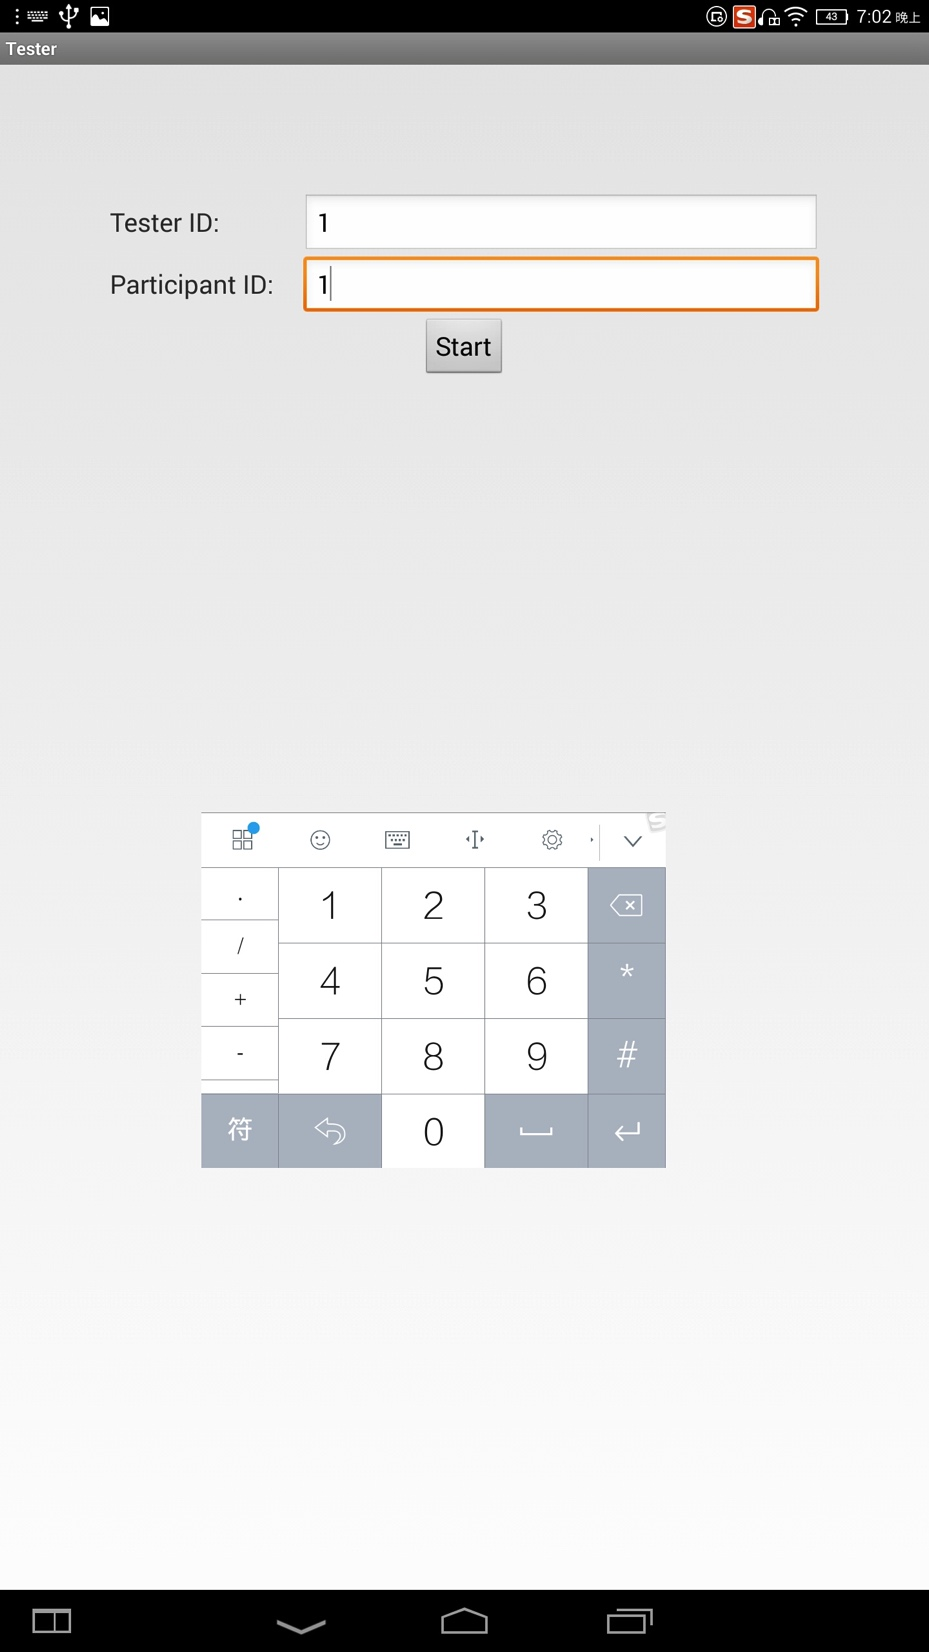 43 7:02 晚上
Tester
Tester ID: 1
Participant ID: 1
Start
. 1 2 3
/
+ 4 5 6 *
- 7 8 9 #
符 0